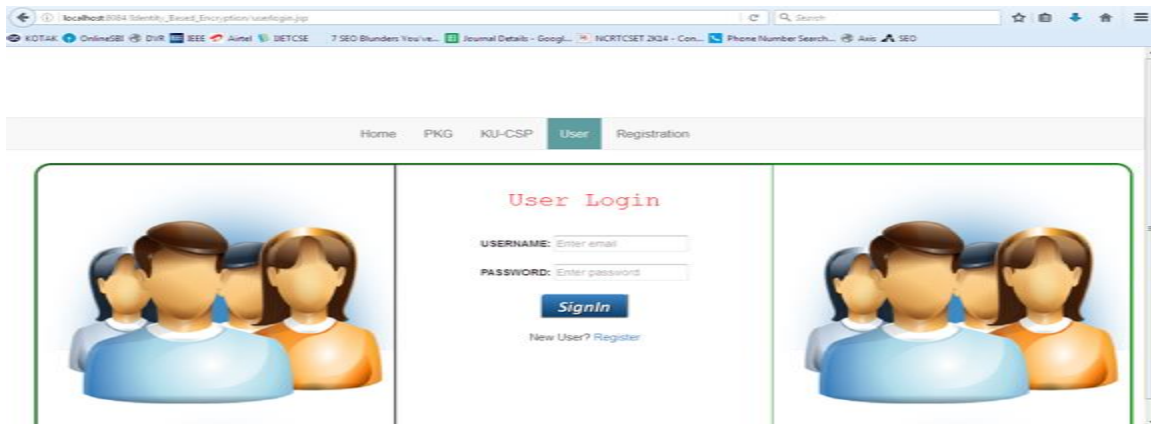 localhost:8084/Identity_Based_Encryption/userlogin.jsp Search
KOTAK OnlineSBI DVR IEEE Airtel IJETCSE 7 SEO Blunders You've... Journal Details - Googl... NCRTCSET 2K14 - Con... Phone Number Search... Axis SEO
Home PKG KU-CSP User Registration
User Login
USERNAME: Enter email
PASSWORD: Enter password
SignIn
New User? Register